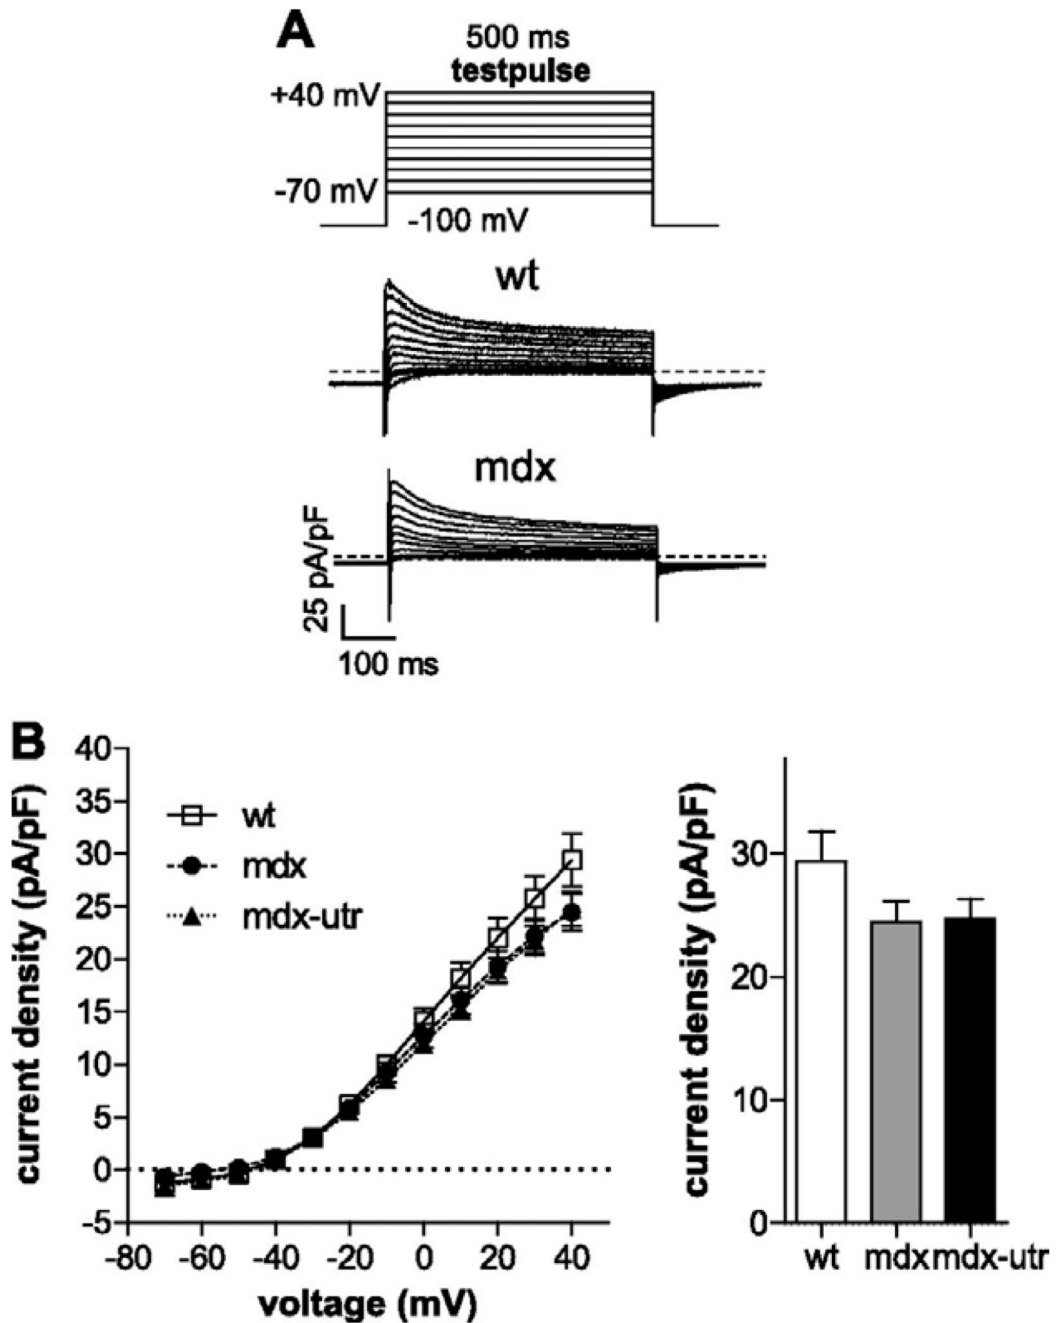 A
500 ms
testpulse
+40 mV
-70 mV
-100 mV
wt
mdx
25 pA/pF
100 ms
B
current density (pA/pF)
40
35
30
25
20
15
10
5
0
-5
wt
mdx
mdx-utr
-80 -60 -40 -20 0 20 40
voltage (mV)
current density (pA/pF)
30
20
10
0
wt mdx mdx-utr